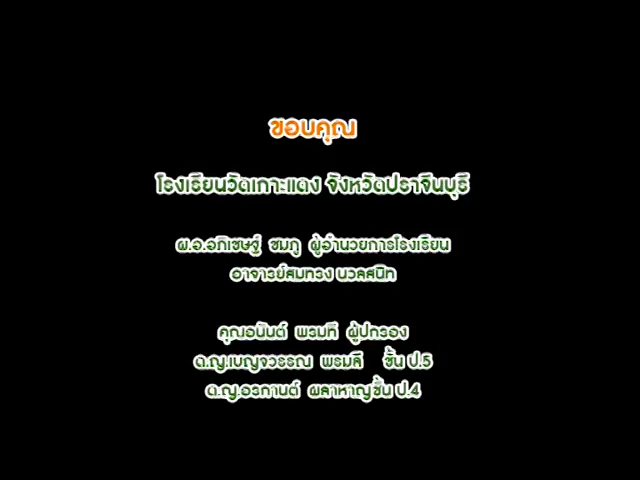 ขอบคุณ
โรงเรียนวัดเกาะแดง จังหวัดปราจีนบุรี
ผ.อ.อภิเชษฐ์ ชมภู ผู้อำนวยการโรงเรียน
อาจารย์สมทรง นวลสนิท
คุณอนันต์ ผู้ปกครอง
ด.ญ.เบญจวรรณ พรมลี ชั้น ป.5
ด.ญ.อรกานต์ ผลาหาญชั้น ป.4